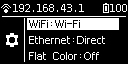 192.168.43.1 100
WiFi:Wi-Fi
Ethernet:Direct
Flat Color:Off